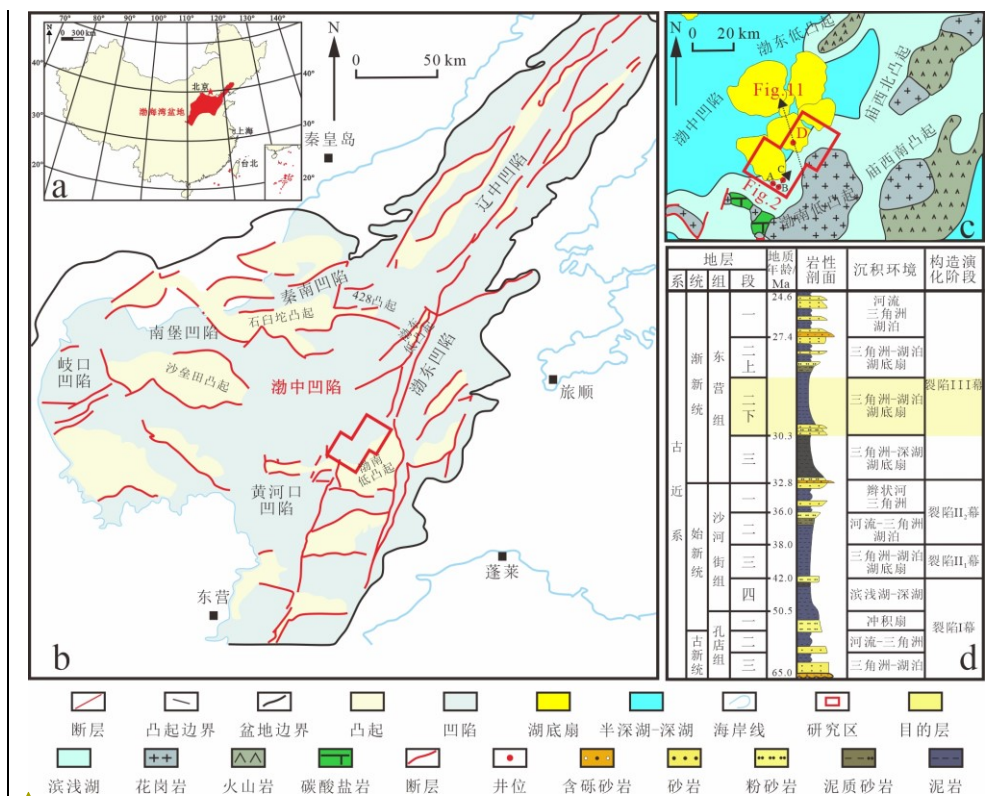 100° 110° 120° 130°
70° 80° 90° 140°
N
0 300 km
40°
30°
20°
40°
30°
20°
北京
渤海湾盆地
上海
台北
a
N
0 50 km
秦皇岛
辽中凹陷
秦南凹陷
428凸起
石臼坨凸起
南堡凹陷
渤东低凸起
渤东凹陷
岐口凹陷
沙垒田凸起
渤中凹陷
旅顺
渤南低凸起
黄河口凹陷
蓬莱
东营
b
N
0 20 km
渤东低凸起
Fig.11
庙西北凸起
渤中凹陷
D
C
A
B
Fig.2
庙西南凸起
渤南低凸起
c
地层
地质年龄/Ma
岩性剖面
沉积环境
构造演化阶段
系 统 组 段
24.6
古近系
渐新统
东营组
一
河流三角洲湖泊
27.4
二上
三角洲-湖泊湖底扇
裂陷III幕
二下
三角洲-湖泊湖底扇
30.3
三
三角洲-深湖湖底扇
32.8
始新统
沙河街组
一
辫状河三角洲
36.0
裂陷II₂幕
二
河流-三角洲湖泊
38.0
三
三角洲-湖泊湖底扇
裂陷II₁幕
42.0
四
滨浅湖-深湖
50.5
裂陷I幕
孔店组
一
冲积扇
古新统
二
河流-三角洲
三
三角洲-湖泊
65.0
d
断层 凸起边界 盆地边界 凸起 凹陷 湖底扇 半深湖-深湖 海岸线 研究区 目的层
滨浅湖 花岗岩 火山岩 碳酸盐岩 断层 井位 含砾砂岩 砂岩 粉砂岩 泥质砂岩 泥岩